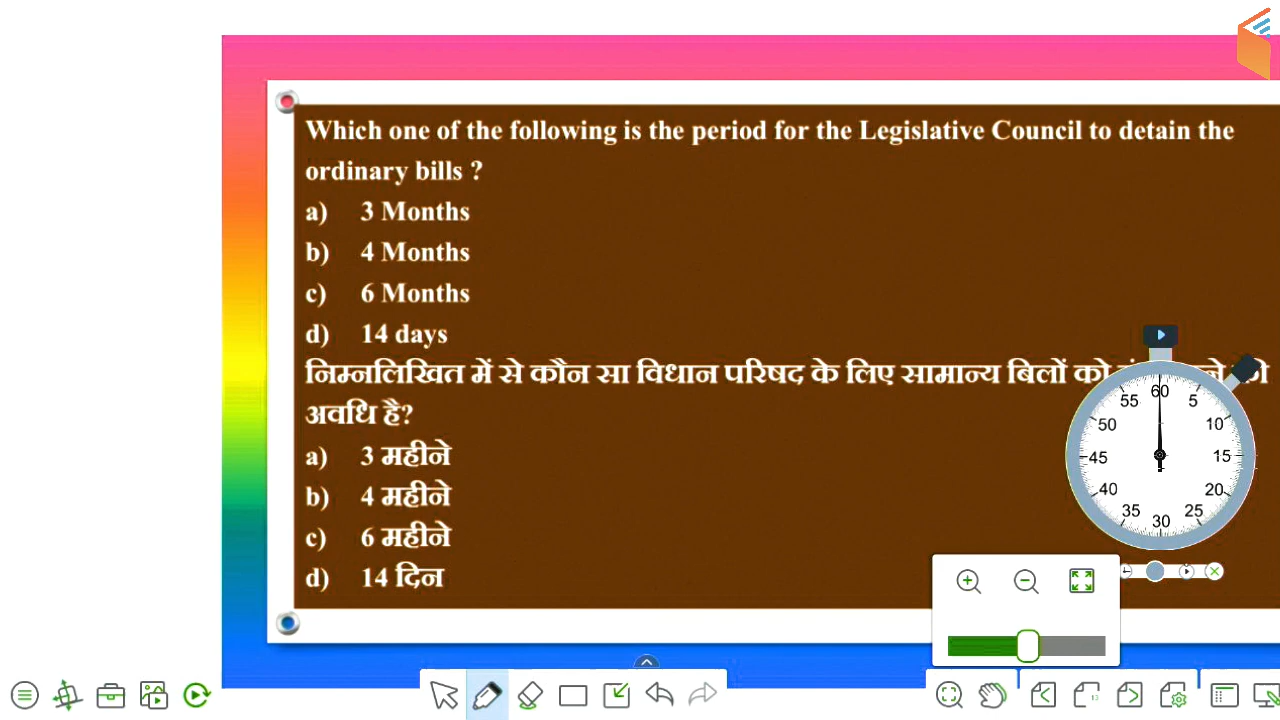 Which one of the following is the period for the Legislative Council to detain the
ordinary bills ?
a) 3 Months
b) 4 Months
c) 6 Months
d) 14 days
निम्नलिखित में से कौन सा विधान परिषद के लिए सामान्य बिलों को
अवधि है?
a) 3 महीने
b) 4 महीने
c) 6 महीने
d) 14 दिन
60
55 5
50 10
45 15
40 20
35 25
30